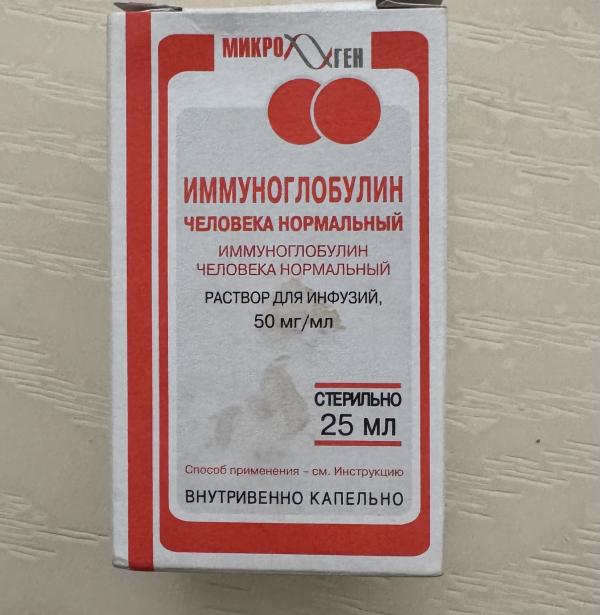 МИКРОГЕН
ИММУНОГЛОБУЛИН
ЧЕЛОВЕКА НОРМАЛЬНЫЙ
ИММУНОГЛОБУЛИН
ЧЕЛОВЕКА НОРМАЛЬНЫЙ
РАСТВОР ДЛЯ ИНФУЗИЙ,
50 мг/мл
СТЕРИЛЬНО
25 МЛ
Способ применения – см. Инструкцию
ВНУТРИВЕННО КАПЕЛЬНО